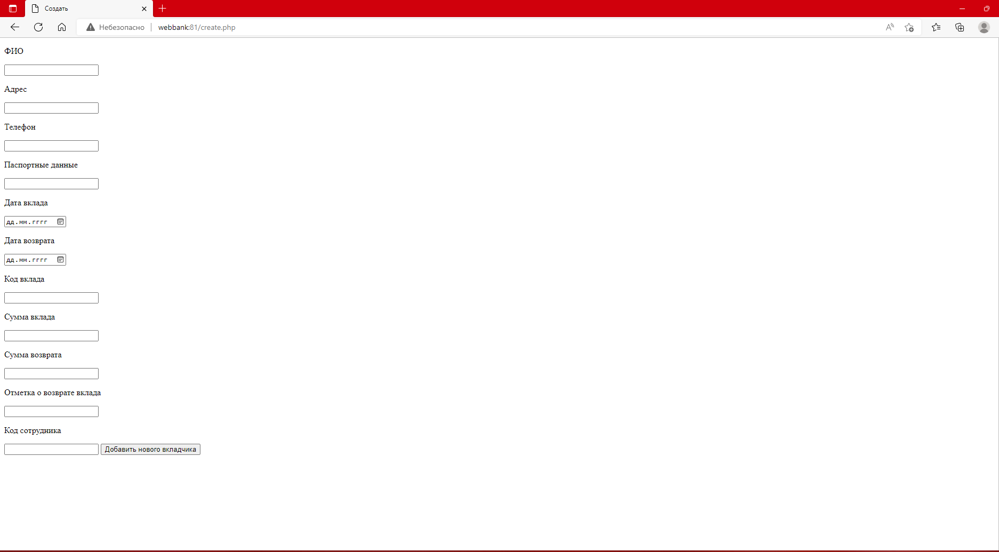 Создать
Небезопасно webbank:81/create.php
ФИО
Адрес
Телефон
Паспортные данные
Дата вклада
дд.мм.гггг
Дата возврата
дд.мм.гггг
Код вклада
Сумма вклада
Сумма возврата
Отметка о возврате вклада
Код сотрудника
Добавить нового вкладчика